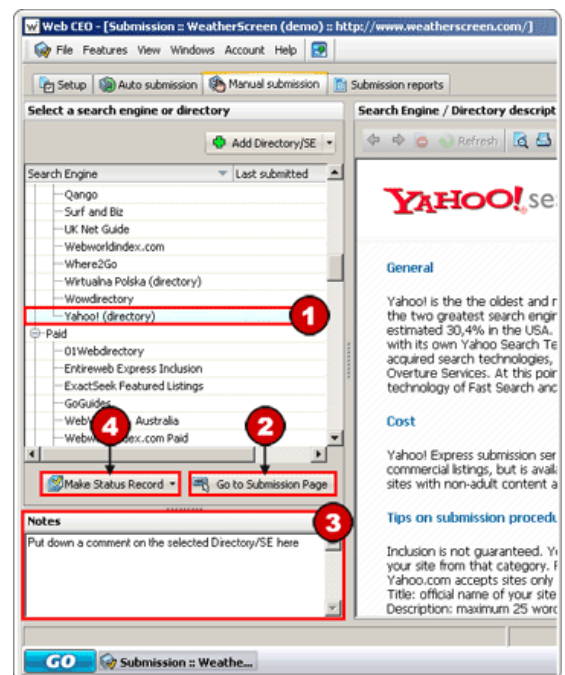 Web CEO - [Submission :: WeatherScreen (demo) :: http://www.weatherscreen.com/]
File Features View Windows Account Help
Setup Auto submission Manual submission Submission reports
Select a search engine or directory
Add Directory/SE
Search Engine Last submitted
Qango
Surf and Biz
UK Net Guide
Webworldindex.com
Where2Go
Wirtualna Polska (directory)
Wowdirectory
Yahoo! (directory)
1
Paid
01Webdirectory
Entireweb Express Inclusion
ExactSeek Featured Listings
GoGuides
Australia
Paid
4
2
Make Status Record
Go to Submission Page
Notes
3
Put down a comment on the selected Directory/SE here
Search Engine / Directory descript
Refresh
YAHOO! se
General
Yahoo! is the the oldest and r
the two greatest search engir
estimated 30,4% in the USA.
with its own Yahoo Search Te
acquired search technologies,
Overture Services. At this poir
technology of Fast Search anc
Cost
Yahoo! Express submission ser
commercial listings, but is avail
sites with non-adult content a
Tips on submission procedu
Inclusion is not guaranteed. Y
your site from that category. F
Yahoo.com accepts sites only
Title: official name of your site
Description: maximum 25 word
GO Submission :: Weathe...